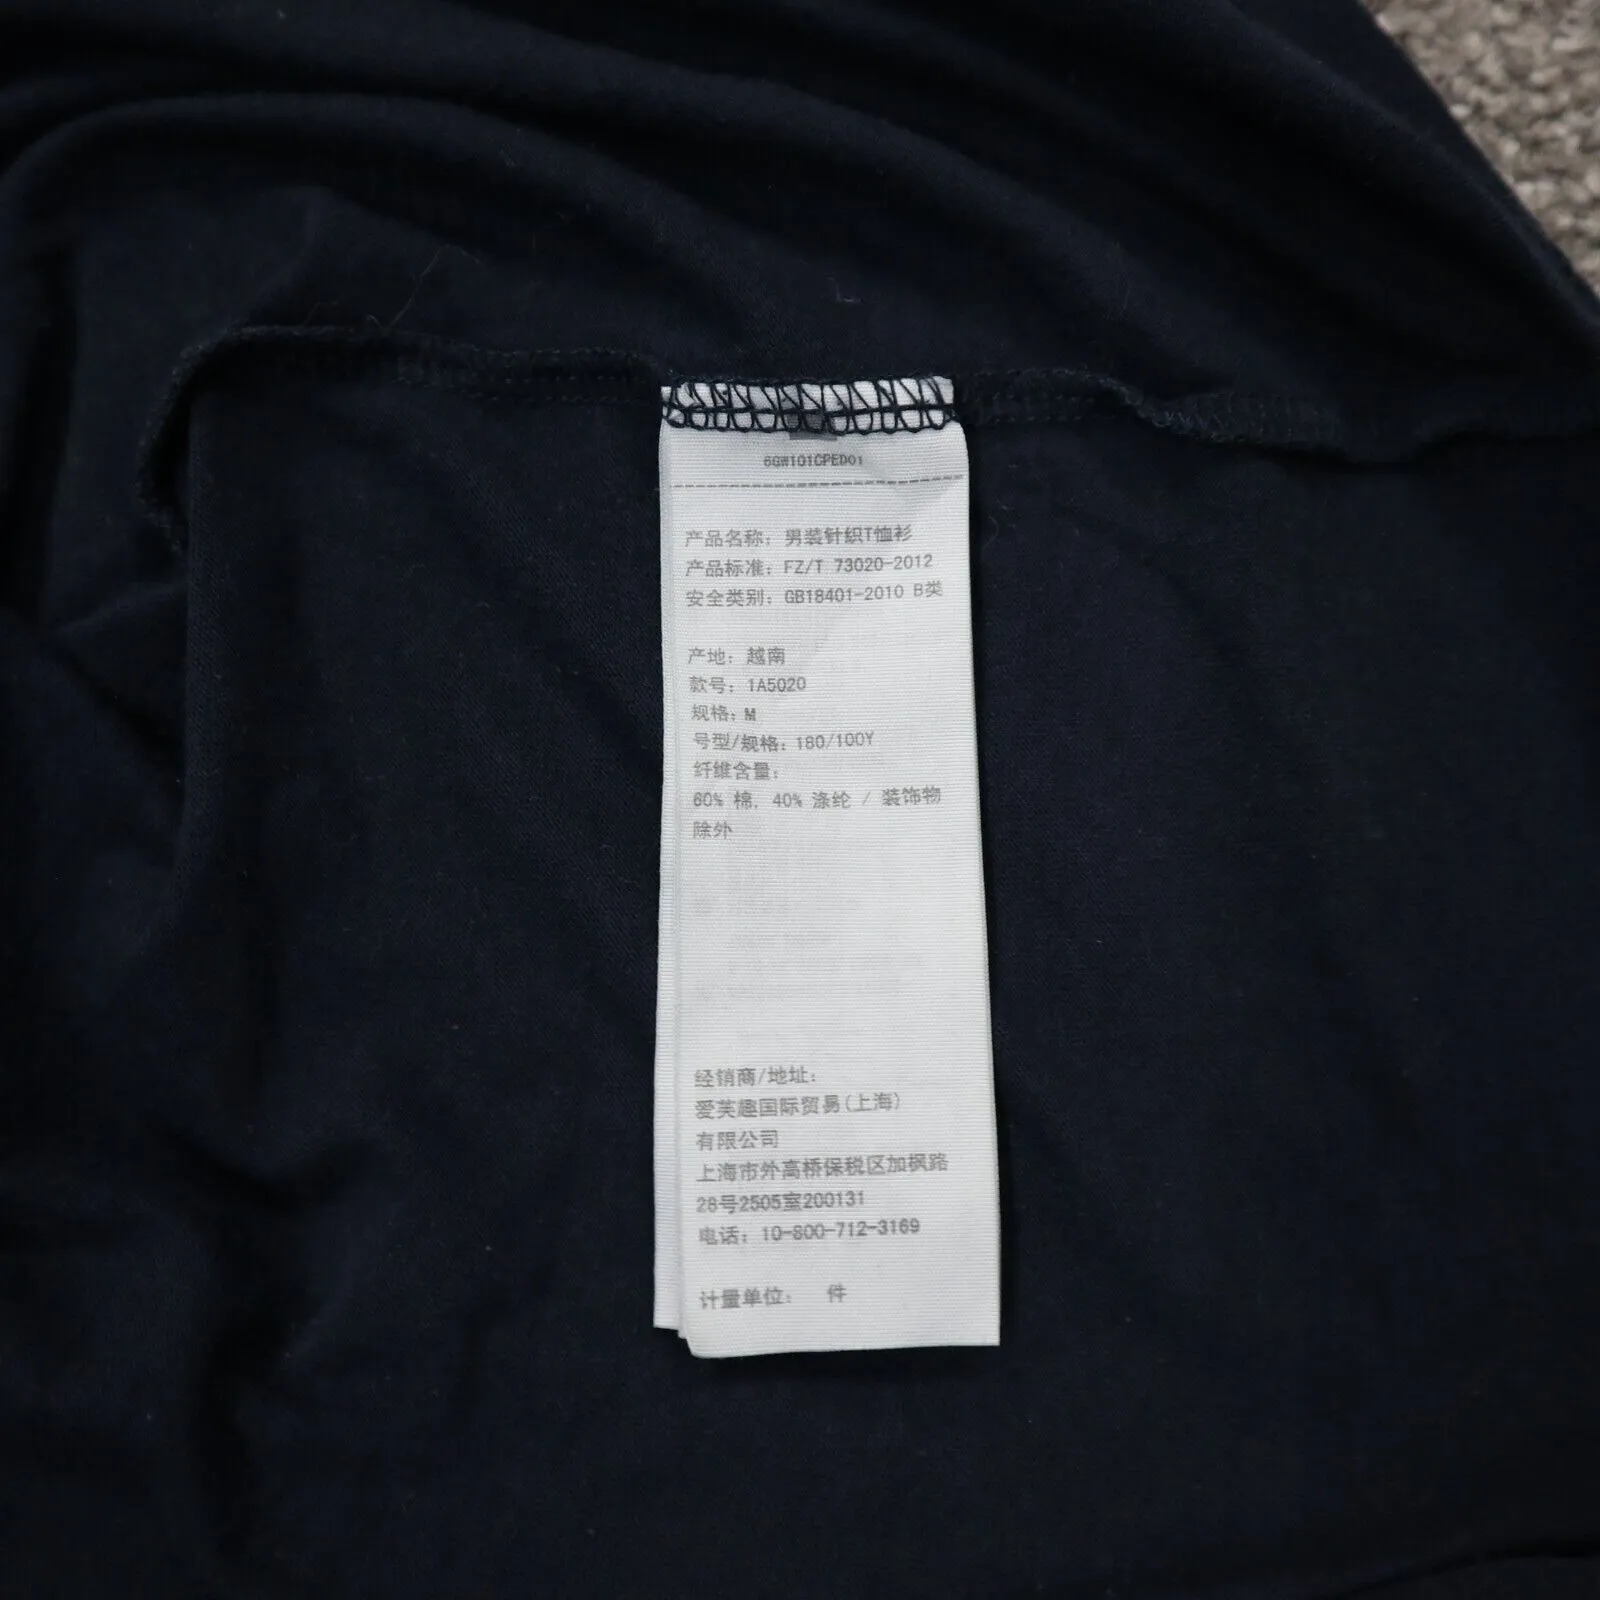 6GW101CPED01
产品名称: 男装针织T恤衫
产品标准: FZ/T 73020-2012
安全类别: GB18401-2010 B类
产地: 越南
款号: 1A5020
规格: M
号型/规格: 180/100Y
纤维含量:
60% 棉, 40% 涤纶 / 装饰物
除外
经销商/地址:
爱芙趣国际贸易(上海)
有限公司
上海市外高桥保税区加枫路
28号2505室200131
电话: 10-800-712-3169
计量单位: 件